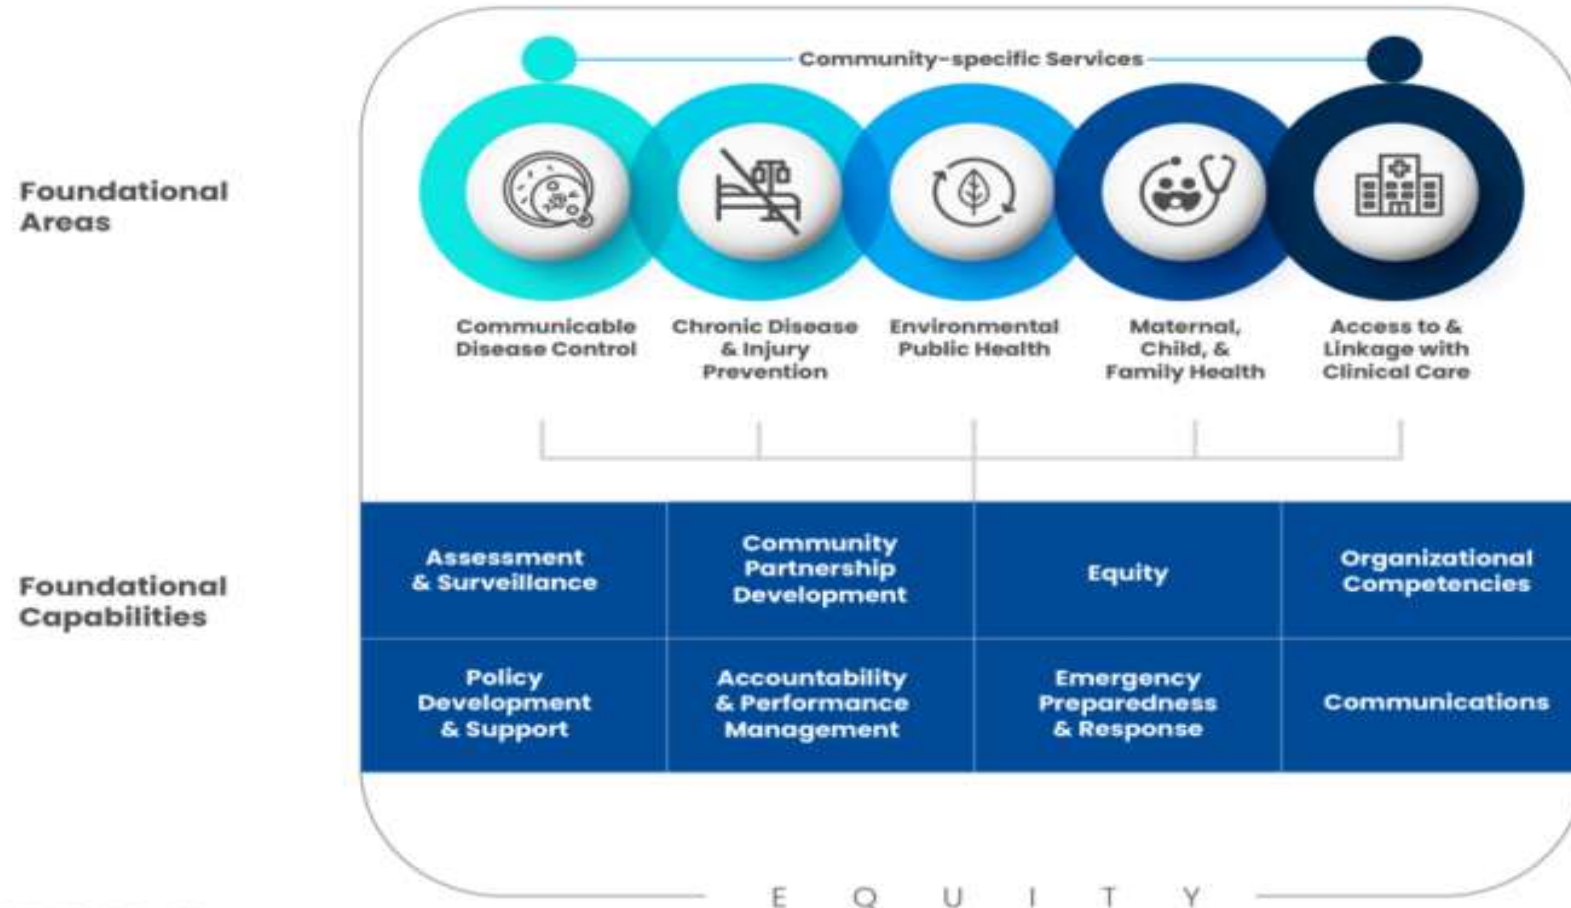 Community-specific Services
Foundational
Areas
Communicable
Disease Control
Chronic Disease
& Injury
Prevention
Environmental
Public Health
Maternal,
Child, &
Family Health
Access to &
Linkage with
Clinical Care
Foundational
Capabilities
Assessment
& Surveillance
Community
Partnership
Development
Equity
Organizational
Competencies
Policy
Development
& Support
Accountability
& Performance
Management
Emergency
Preparedness
& Response
Communications
EQUITY